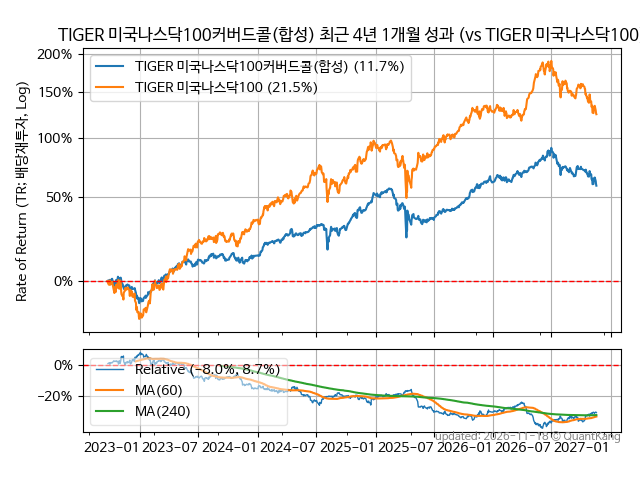 TIGER 미국나스닥100커버드콜(합성) 최근 4년 1개월 성과 (vs TIGER 미국나스닥100
Rate of Return (TR: 배당재투자, Log)
200%
150%
100%
50%
0%
TIGER 미국나스닥100커버드콜(합성) (11.7%)
TIGER 미국나스닥100 (21.5%)
0%
−20%
Relative (−8.0%, 8.7%)
MA(60)
MA(240)
updated: 2026-11-18 © QuantKang
2023−01 2023−07 2024−01 2024−07 2025−01 2025−07 2026−01 2026−07 2027−01